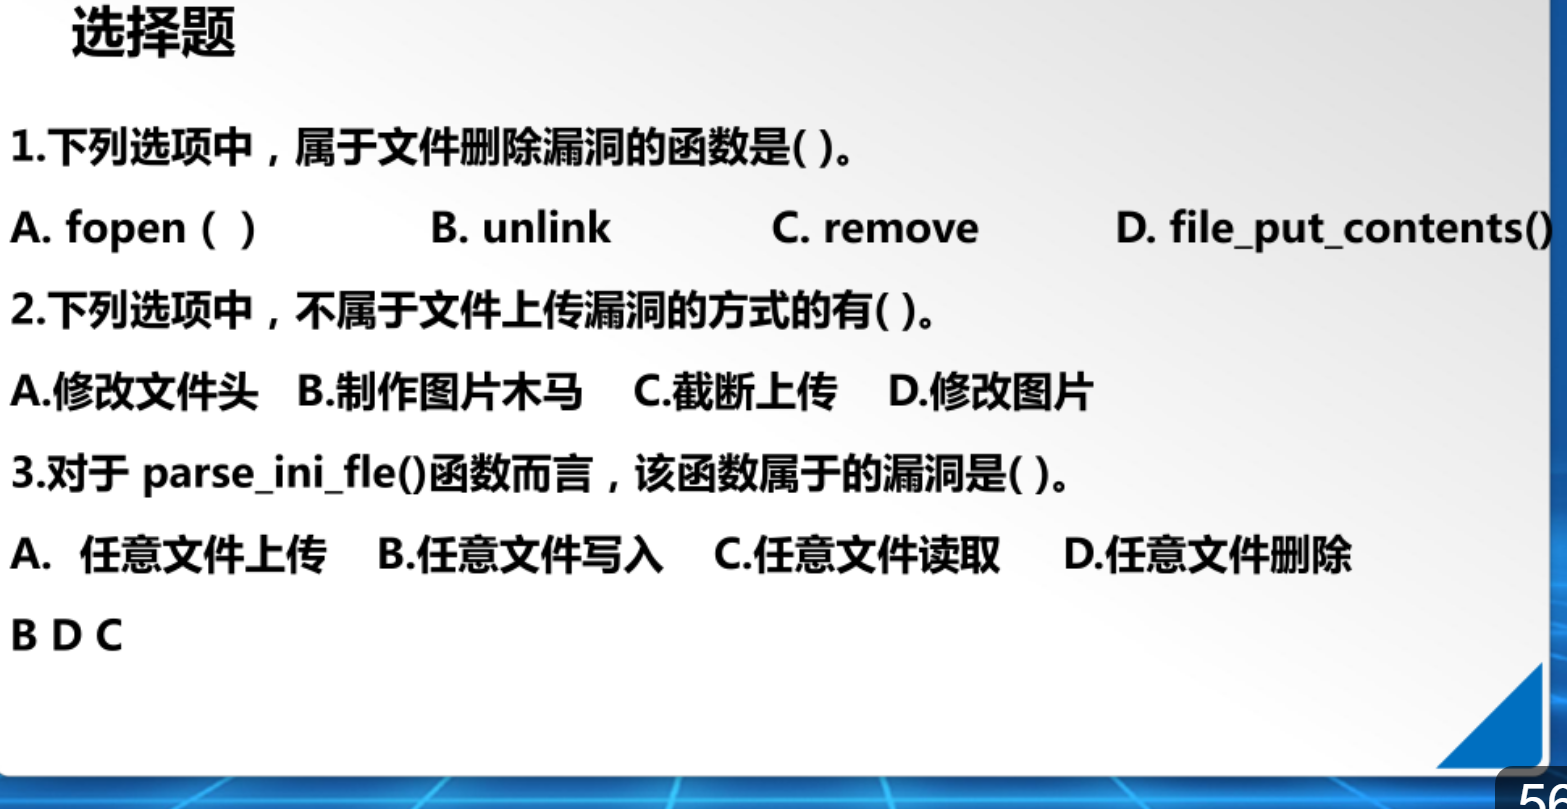 选择题
1.下列选项中，属于文件删除漏洞的函数是( )。
A. fopen（ ） B. unlink C. remove D. file_put_contents()
2.下列选项中，不属于文件上传漏洞的方式的有( )。
A.修改文件头 B.制作图片木马 C.截断上传 D.修改图片
3.对于 parse_ini_fle()函数而言，该函数属于的漏洞是( )。
A. 任意文件上传 B.任意文件写入 C.任意文件读取 D.任意文件删除
B D C